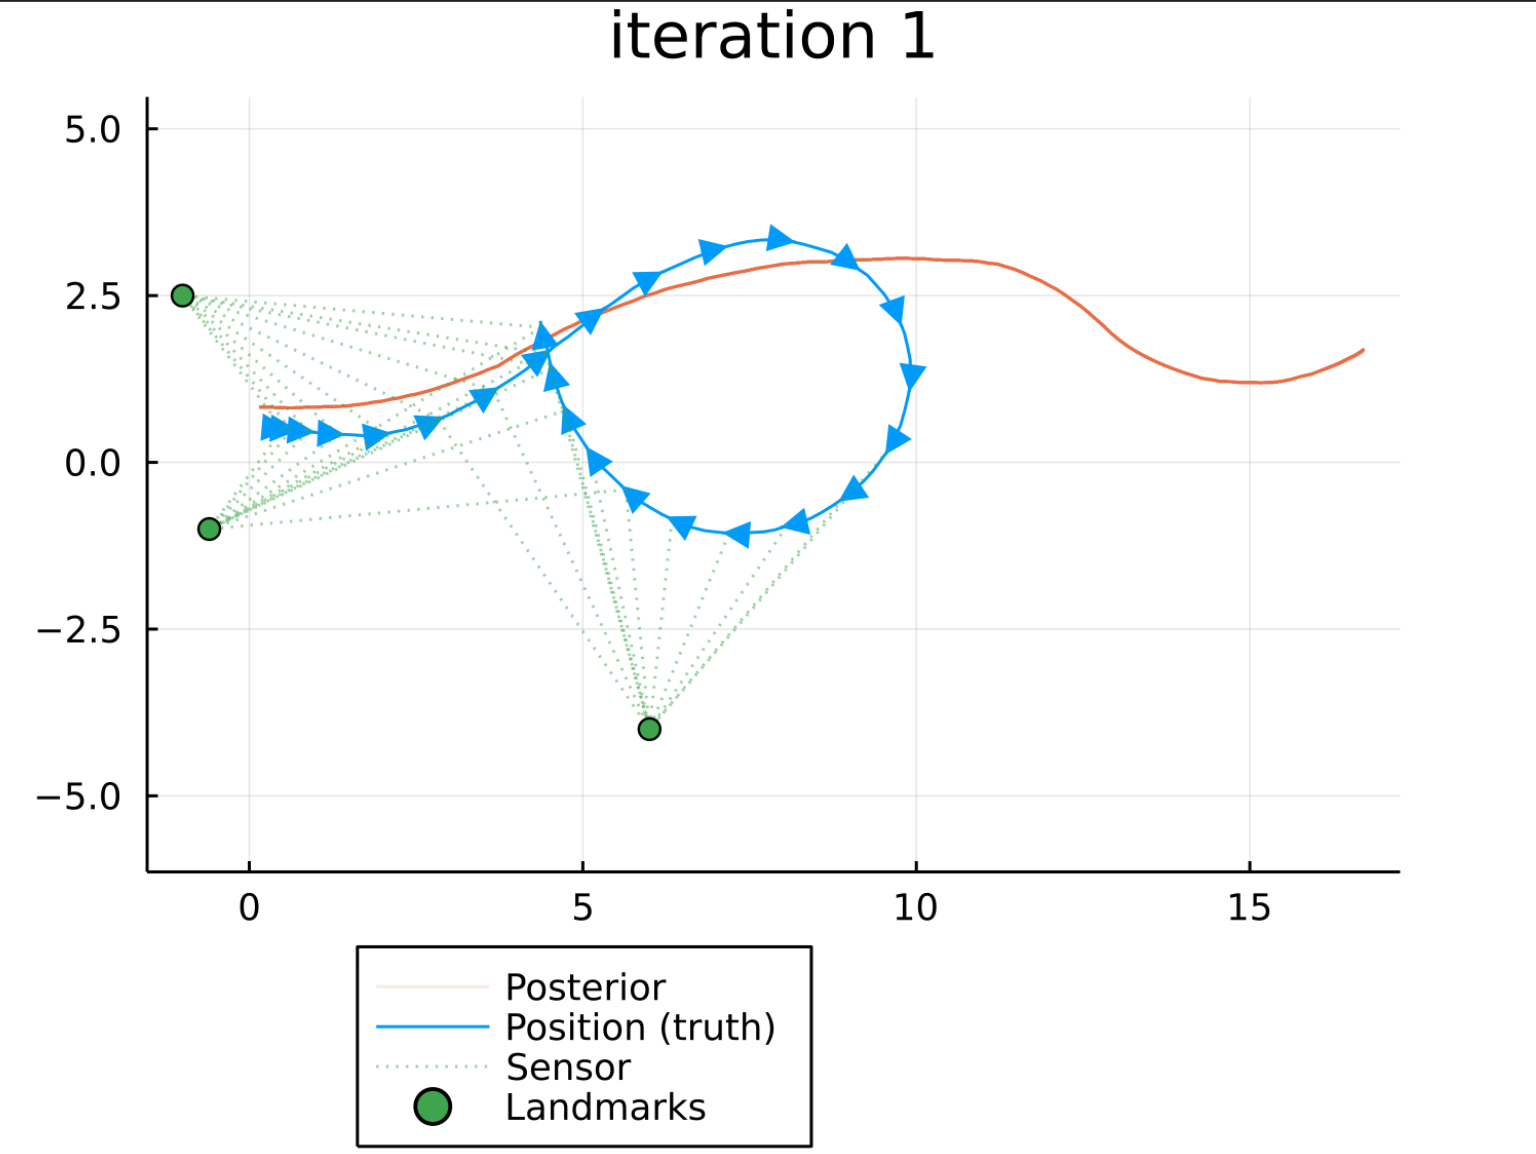 iteration 1
5.0
2.5
0.0
−2.5
−5.0
0 5 10 15
Posterior
Position (truth)
Sensor
Landmarks